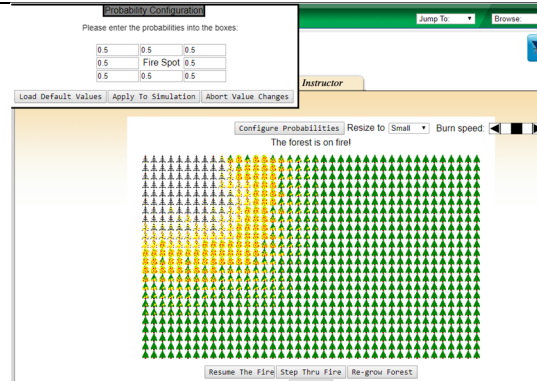 Probability Configuration
Please enter the probabilities into the boxes:
0.5 0.5 0.5
0.5 Fire Spot 0.5
0.5 0.5 0.5
Load Default Values Apply To Simulation Abort Value Changes
Jump To: Browse:
Instructor
Configure Probabilities Resize to Small Burn speed:
The forest is on fire!
Resume The Fire Step Thru Fire Re-grow Forest